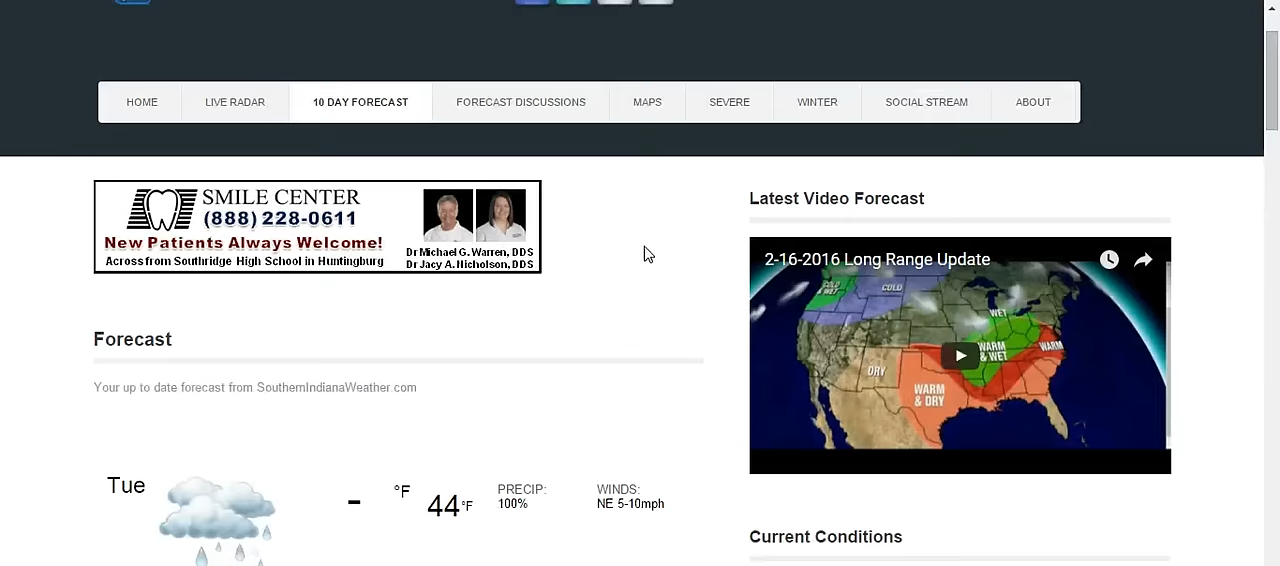 HOME LIVE RADAR 10 DAY FORECAST FORECAST DISCUSSIONS MAPS SEVERE WINTER SOCIAL STREAM ABOUT
SMILE CENTER
(888) 228-0611
New Patients Always Welcome!
Across from Southridge High School in Huntingburg
Dr Michael G. Warren, DDS
Dr Jacy A. Nicholson, DDS
Forecast
Your up to date forecast from SouthernIndianaWeather.com
Tue
- °F 44°F
PRECIP:
100%
WINDS:
NE 5-10mph
Latest Video Forecast
2-16-2016 Long Range Update
COLD
& WET
COLD
WET
WARM
& WET
WARM
DRY
WARM
& DRY
Current Conditions